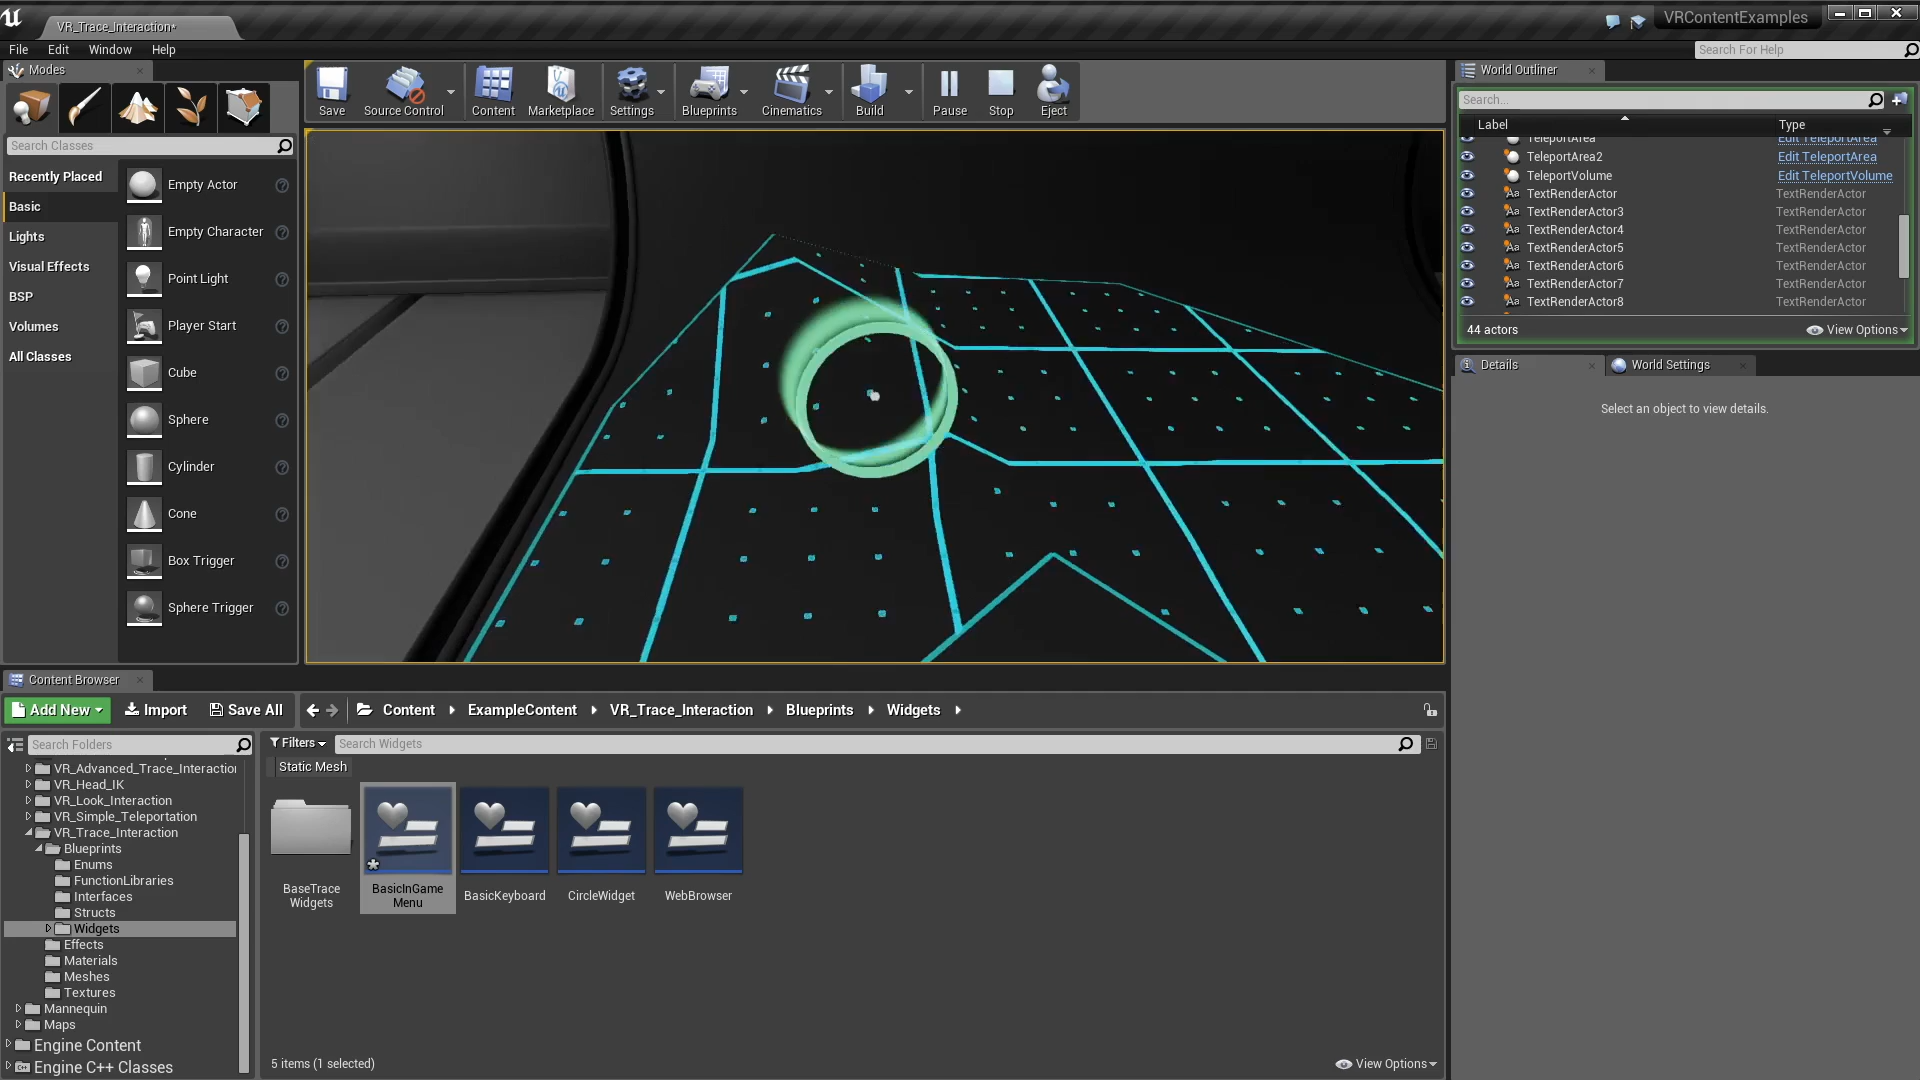 VR_Trace_Interaction*
VRContentExamples
File Edit Window Help
Search For Help
Modes
Search Classes
Recently Placed
Basic
Lights
Visual Effects
BSP
Volumes
All Classes
Empty Actor
Empty Character
Point Light
Player Start
Cube
Sphere
Cylinder
Cone
Box Trigger
Sphere Trigger
Save
Source Control
Content
Marketplace
Settings
Blueprints
Cinematics
Build
Pause
Stop
Eject
World Outliner
Search...
Label Type
TeleportArea Edit TeleportArea
TeleportArea2 Edit TeleportArea
TeleportVolume Edit TeleportVolume
TextRenderActor TextRenderActor
TextRenderActor3 TextRenderActor
TextRenderActor4 TextRenderActor
TextRenderActor5 TextRenderActor
TextRenderActor6 TextRenderActor
TextRenderActor7 TextRenderActor
TextRenderActor8 TextRenderActor
44 actors
View Options
Details
World Settings
Select an object to view details.
Content Browser
Add New
Import
Save All
Content ExampleContent VR_Trace_Interaction Blueprints Widgets
Search Folders
VR_Advanced_Trace_Interaction
VR_Head_IK
VR_Look_Interaction
VR_Simple_Teleportation
VR_Trace_Interaction
Blueprints
Enums
FunctionLibraries
Interfaces
Structs
Widgets
Effects
Materials
Meshes
Textures
Mannequin
Maps
Engine Content
Engine C++ Classes
Filters
Search Widgets
Static Mesh
BaseTrace
Widgets
BasicInGame
Menu
BasicKeyboard
CircleWidget
WebBrowser
5 items (1 selected)
View Options